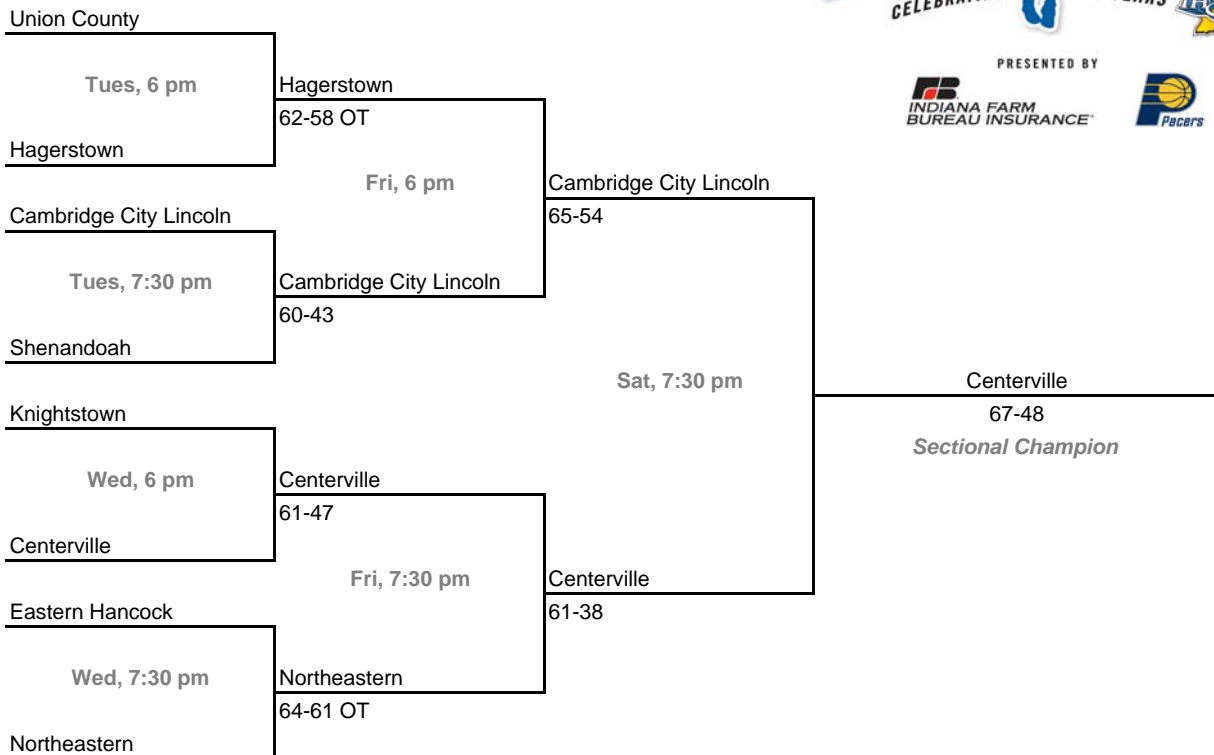 PRESENTED BY
INDIANA FARM
BUREAU INSURANCE
Pacers
Union County
Tues, 6 pm
Hagerstown
62-58 OT
Hagerstown
Fri, 6 pm
Cambridge City Lincoln
65-54
Cambridge City Lincoln
Tues, 7:30 pm
Cambridge City Lincoln
60-43
Shenandoah
Sat, 7:30 pm
Centerville
67-48
Sectional Champion
Knightstown
Wed, 6 pm
Centerville
61-47
Centerville
Fri, 7:30 pm
Centerville
61-38
Eastern Hancock
Wed, 7:30 pm
Northeastern
64-61 OT
Northeastern